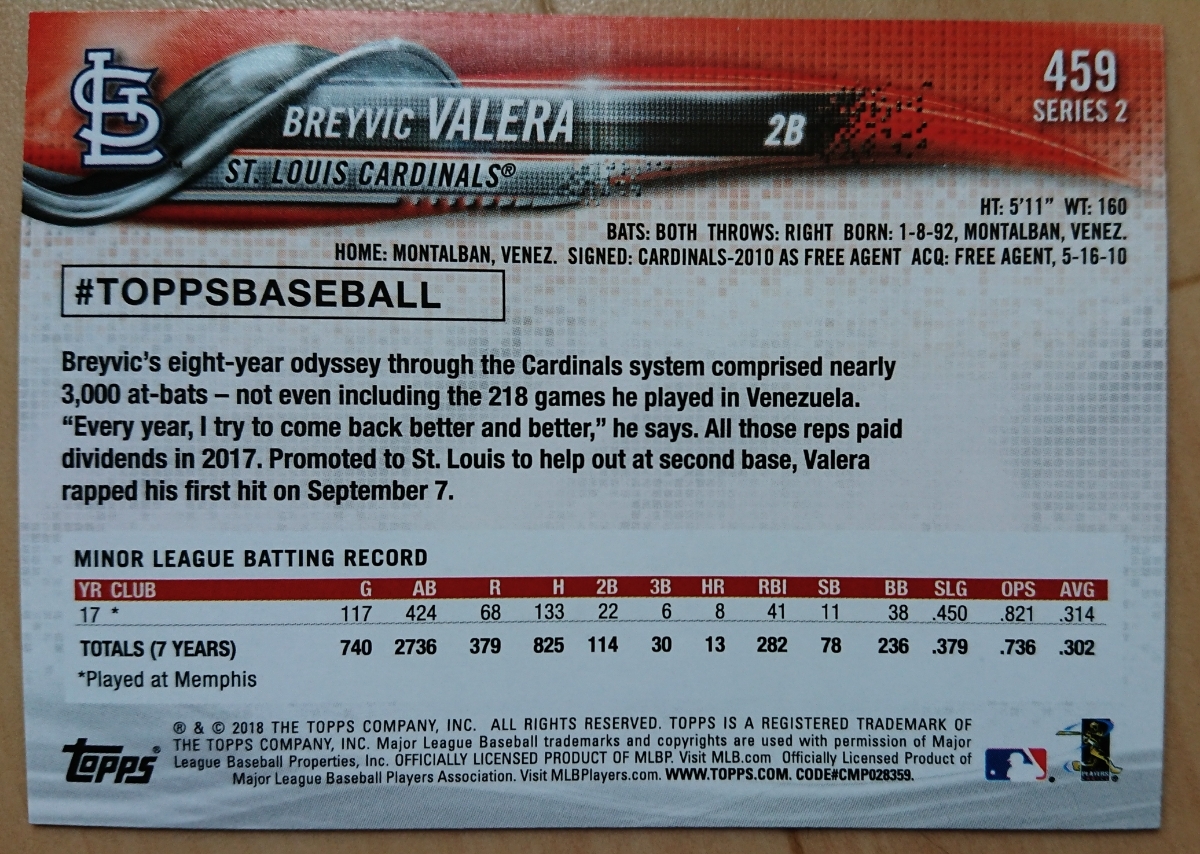 459
SERIES 2
BREYVIC VALERA 2B
ST. LOUIS CARDINALS®
HT: 5'11" WT: 160
BATS: BOTH THROWS: RIGHT BORN: 1-8-92, MONTALBAN, VENEZ.
HOME: MONTALBAN, VENEZ. SIGNED: CARDINALS-2010 AS FREE AGENT ACQ: FREE AGENT, 5-16-10
#TOPPSBASEBALL
Breyvic's eight-year odyssey through the Cardinals system comprised nearly
3,000 at-bats – not even including the 218 games he played in Venezuela.
“Every year, I try to come back better and better,” he says. All those reps paid
dividends in 2017. Promoted to St. Louis to help out at second base, Valera
rapped his first hit on September 7.
MINOR LEAGUE BATTING RECORD
YR CLUB G AB R H 2B 3B HR RBI SB BB SLG OPS AVG
17 * 117 424 68 133 22 6 8 41 11 38 .450 .821 .314
TOTALS (7 YEARS) 740 2736 379 825 114 30 13 282 78 236 .379 .736 .302
*Played at Memphis
® & © 2018 THE TOPPS COMPANY, INC. ALL RIGHTS RESERVED. TOPPS IS A REGISTERED TRADEMARK OF
THE TOPPS COMPANY, INC. Major League Baseball trademarks and copyrights are used with permission of Major
League Baseball Properties, Inc. OFFICIALLY LICENSED PRODUCT OF MLBP. Visit MLB.com Officially Licensed Product of
Major League Baseball Players Association. Visit MLBPlayers.com. WWW.TOPPS.COM. CODE#CMP028359.
Topps®
PLAYERS